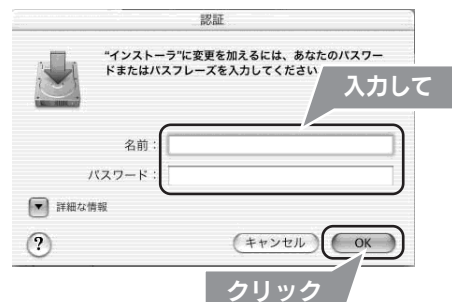 認証
“インストーラ”に変更を加えるには、あなたのパスワー
ドまたはパスフレーズを入力してください
入力して
名前：
パスワード：
詳細な情報
?
キャンセル
OK
クリック